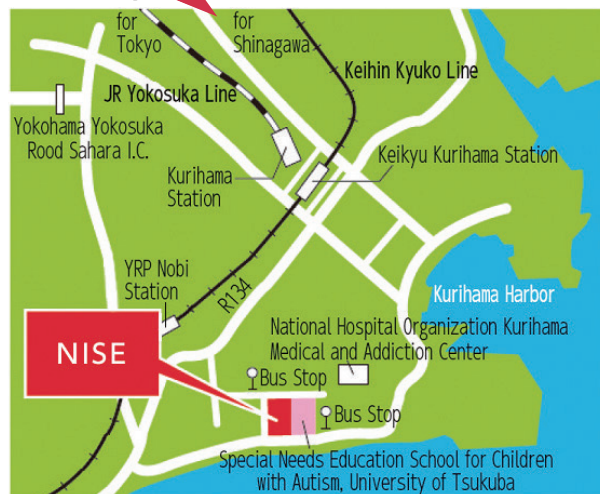 for
Tokyo
for
Shinagawa
Keihin Kyuko Line
JR Yokosuka Line
Yokohama Yokosuka
Rood Sahara I.C.
Kurihama
Station
Keikyu Kurihama Station
YRP Nobi
Station
R134
Kurihama Harbor
NISE
National Hospital Organization Kurihama
Medical and Addiction Center
Bus Stop
Bus Stop
Special Needs Education School for Children
with Autism, University of Tsukuba